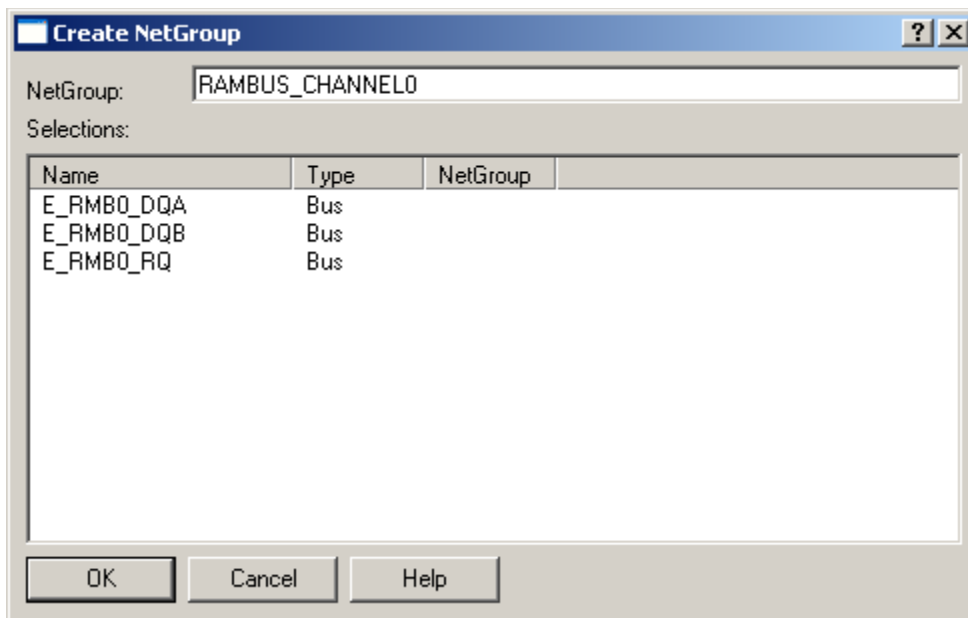 Create NetGroup
NetGroup: RAMBUS_CHANNEL0
Selections:
Name Type NetGroup
E_RMB0_DQA Bus
E_RMB0_DQB Bus
E_RMB0_RQ Bus
OK Cancel Help